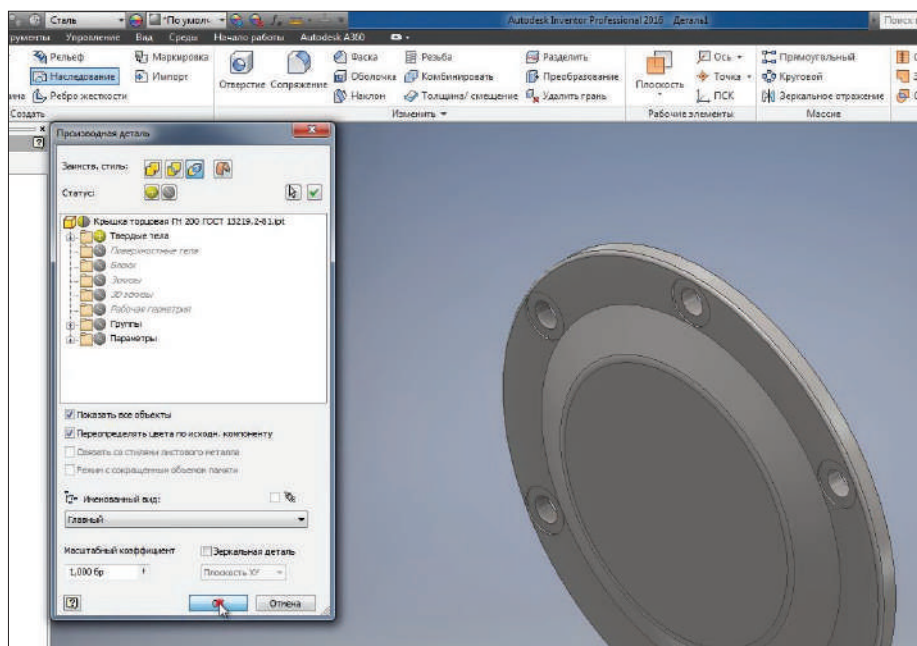 Сталь *По умолч Autodesk Inventor Professional 2016 Деталь1 Поиск
рументы Управление Вид Среды Начало работы Autodesk A360
Рельеф Маркировка Фаска Резьба Разделить Ось Прямоугольный
Наследование Импорт Отверстие Сопряжение Оболочка Комбинировать Преобразование Плоскость Точка Круговой
Ребро жесткости Наклон Толщина/ смещение Удалить грань ПСК Зеркальное отражение
Создать Изменить Рабочие элементы Массив
Производная деталь
Заимств. стиль:
Статус:
Крышка торцовая ГН 200 ГОСТ 13219.2-81.ipt
Твердые тела
Поверхностные тела
Блоки
Эскизы
3D эскизы
Рабочая геометрия
Группы
Параметры
Показать все объекты
Переопределять цвета по исходн. компоненту
Связать со стилями листового металла
Режим с сокращенным объемом памяти
Именованный вид:
Главный
Масштабный коэффициент Зеркальная деталь
1,000 бр Плоскость XY
Отмена